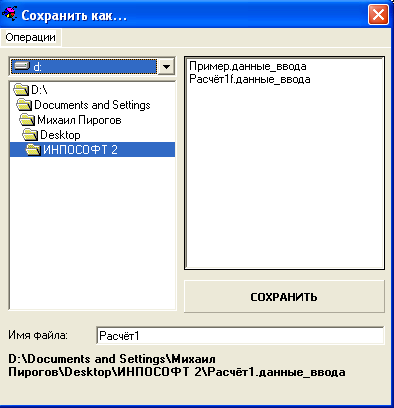 Сохранить как...
Операции
d:
D:\
Documents and Settings
Михаил Пирогов
Desktop
ИНПОСОФТ 2
Пример.данные_ввода
Расчёт1f.данные_ввода
СОХРАНИТЬ
Имя файла:
Расчёт1
D:\Documents and Settings\Михаил
Пирогов\Desktop\ИНПОСОФТ 2\Расчёт1.данные_ввода